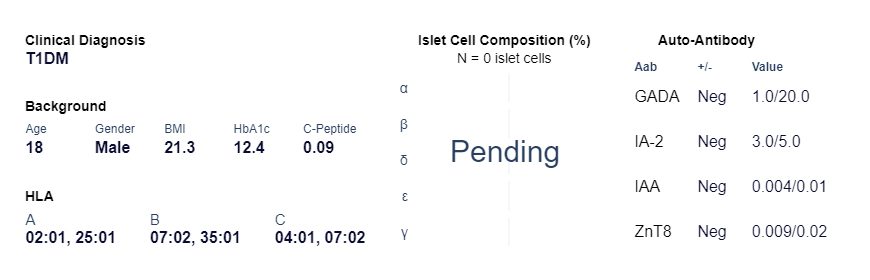 Clinical Diagnosis
T1DM
Background
Age Gender BMI HbA1c C-Peptide
18 Male 21.3 12.4 0.09
HLA
A B C
02:01, 25:01 07:02, 35:01 04:01, 07:02
Islet Cell Composition (%)
N = 0 islet cells
α
β
δ
ε
γ
Pending
Auto-Antibody
Aab +/- Value
GADA Neg 1.0/20.0
IA-2 Neg 3.0/5.0
IAA Neg 0.004/0.01
ZnT8 Neg 0.009/0.02